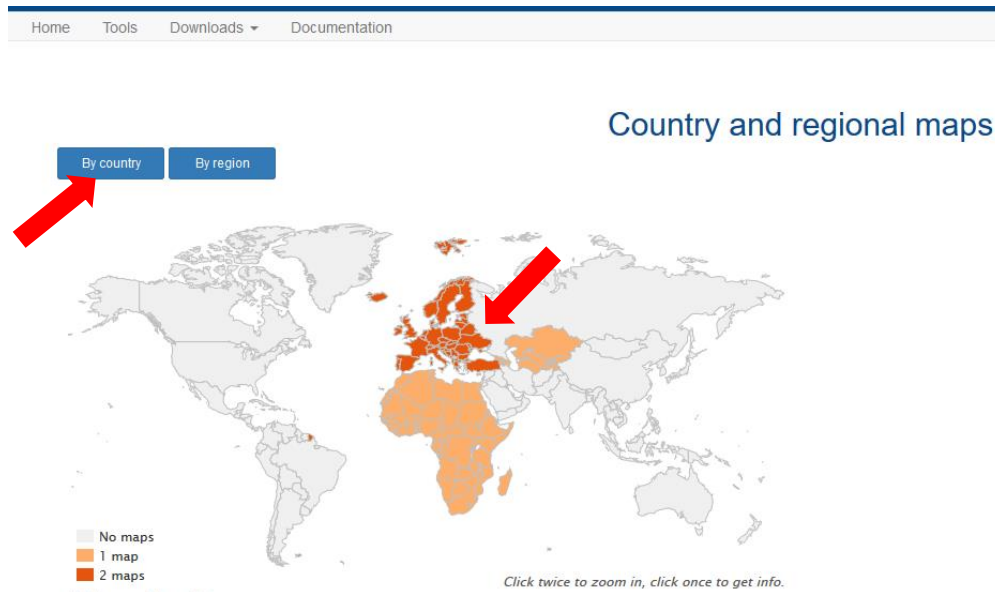 Home Tools Downloads Documentation
Country and regional maps
By country By region
No maps
1 map
2 maps
Click twice to zoom in, click once to get info.